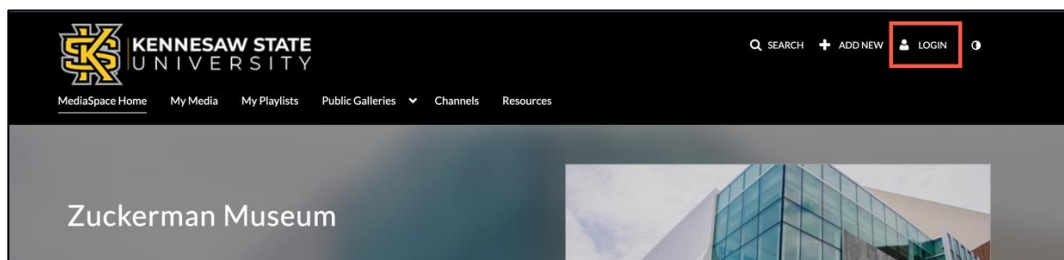 KENNESAW STATE
UNIVERSITY
SEARCH ADD NEW LOGIN
MediaSpace Home My Media My Playlists Public Galleries Channels Resources
Zuckerman Museum